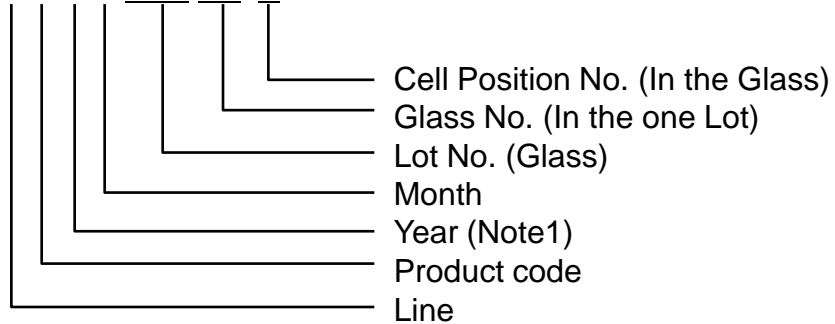 Cell Position No. (In the Glass)
Glass No. (In the one Lot)
Lot No. (Glass)
Month
Year (Note1)
Product code
Line